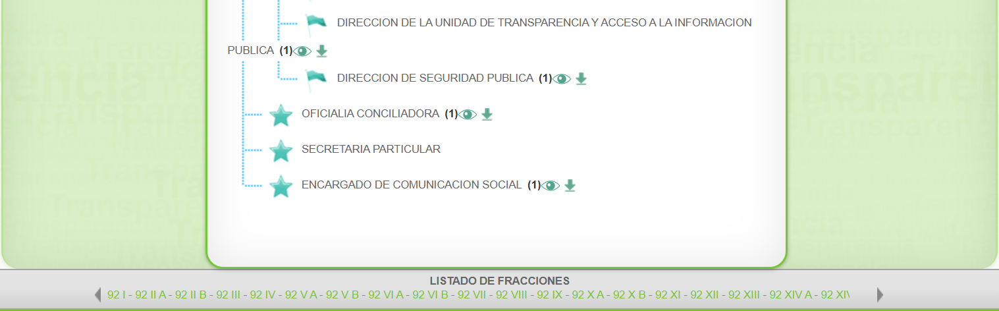 DIRECCION DE LA UNIDAD DE TRANSPARENCIA Y ACCESO A LA INFORMACION
PUBLICA (1)
DIRECCION DE SEGURIDAD PUBLICA (1)
OFICIALIA CONCILIADORA (1)
SECRETARIA PARTICULAR
ENCARGADO DE COMUNICACION SOCIAL (1)
LISTADO DE FRACCIONES
92 I - 92 II A - 92 II B - 92 III - 92 IV - 92 V A - 92 V B - 92 VI A - 92 VI B - 92 VII - 92 VIII - 92 IX - 92 X A - 92 X B - 92 XI - 92 XII - 92 XIII - 92 XIV A - 92 XIV